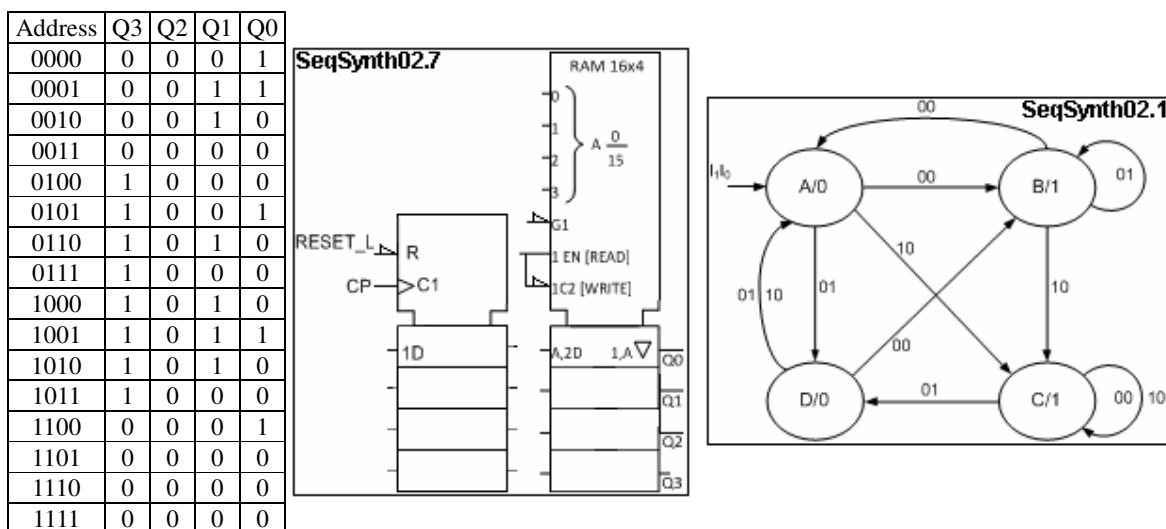 Address Q3 Q2 Q1 Q0
0000 0 0 0 1
0001 0 0 1 1
0010 0 0 1 0
0011 0 0 0 0
0100 1 0 0 0
0101 1 0 0 1
0110 1 0 1 0
0111 1 0 0 0
1000 1 0 1 0
1001 1 0 1 1
1010 1 0 1 0
1011 1 0 0 0
1100 0 0 0 1
1101 0 0 0 0
1110 0 0 0 0
1111 0 0 0 0
SeqSynth02.7
RAM 16x4
0
1
2
3
A 0
15
G1
RESET_L
R
1 EN [READ]
CP
C1
1C2 [WRITE]
1D
A,2D 1,A
Q0
Q1
Q2
Q3
SeqSynth02.1
00
I1I0
A/0
00
B/1
01
10
01
10
01 10
00
D/0
01
C/1
00 10